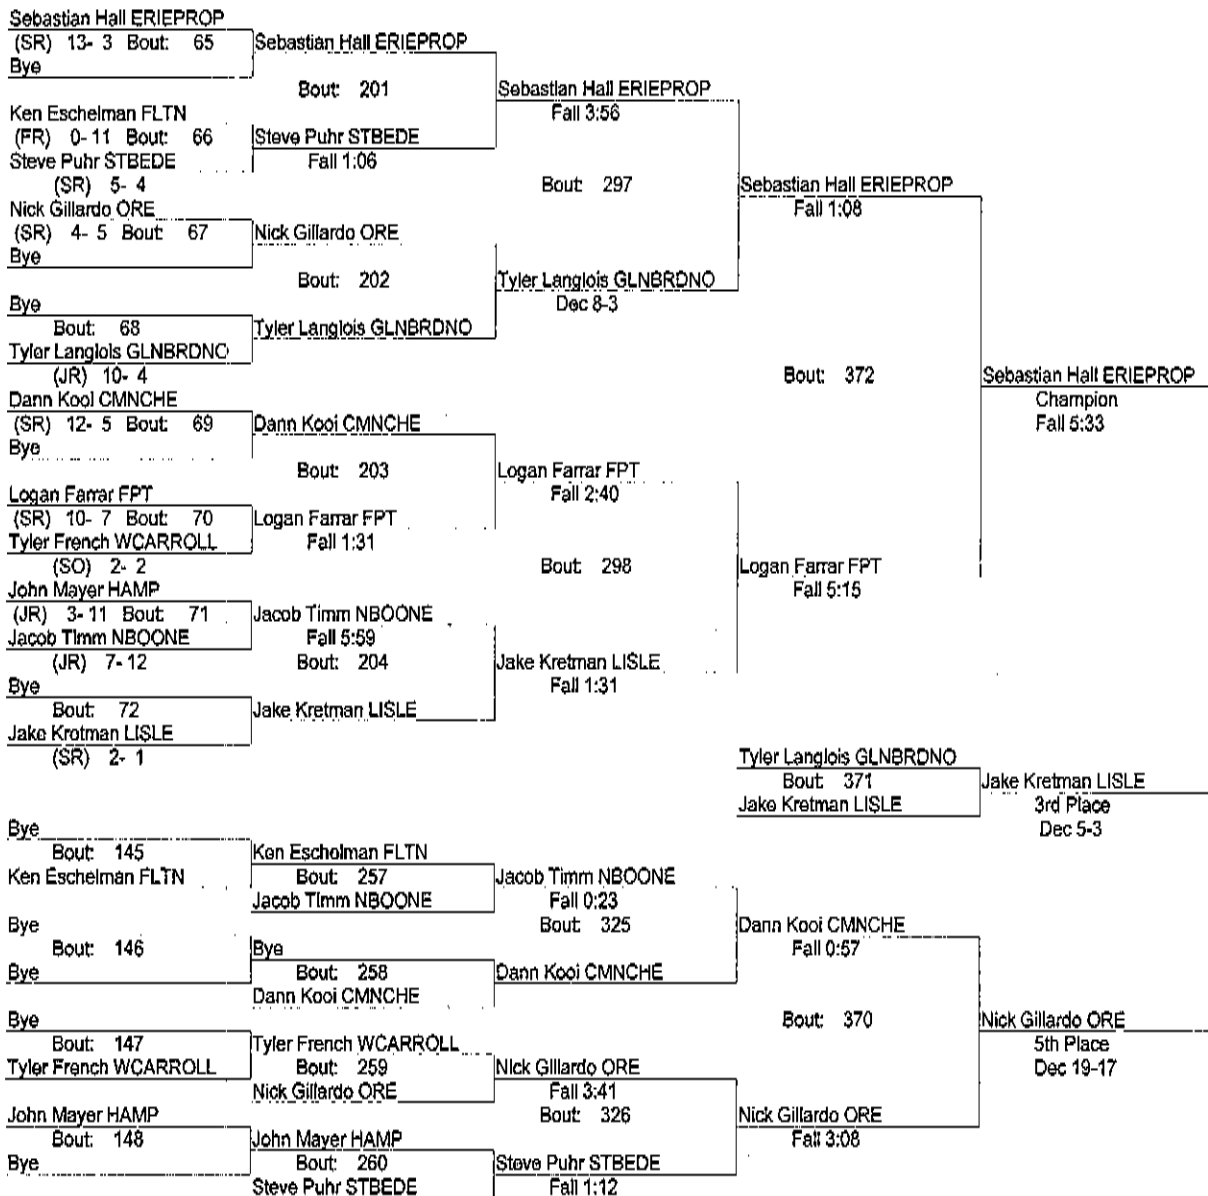 Sebastian Hall ERIEPROP
(SR) 13- 3 Bout: 65
Bye
Ken Eschelman FLTN
(FR) 0- 11 Bout: 66
Steve Puhr STBEDE
(SR) 5- 4
Nick Gillardo ORE
(SR) 4- 5 Bout: 67
Bye
Bye
Bout: 68
Tyler Langlois GLNBRDNO
(JR) 10- 4
Dann Kooi CMNCHE
(SR) 12- 5 Bout: 69
Bye
Logan Farrar FPT
(SR) 10- 7 Bout: 70
Tyler French WCARROLL
(SO) 2- 2
John Mayer HAMP
(JR) 3- 11 Bout: 71
Jacob Timm NBOONE
(JR) 7- 12
Bye
Bout: 72
Jake Kretman LISLE
(SR) 2- 1
Sebastian Hall ERIEPROP
Bout: 201
Steve Puhr STBEDE
Fall 1:06
Nick Gillardo ORE
Bout: 202
Tyler Langlois GLNBRDNO
Dann Kooi CMNCHE
Bout: 203
Logan Farrar FPT
Fall 1:31
Jacob Timm NBOONE
Fall 5:59
Bout: 204
Jake Kretman LISLE
Sebastian Hall ERIEPROP
Fall 3:56
Bout: 297
Tyler Langlois GLNBRDNO
Dec 8-3
Logan Farrar FPT
Fall 2:40
Bout: 298
Jake Kretman LISLE
Fall 1:31
Sebastian Hall ERIEPROP
Fall 1:08
Bout: 372
Logan Farrar FPT
Fall 5:15
Sebastian Hall ERIEPROP
Champion
Fall 5:33
Tyler Langlois GLNBRDNO
Bout: 371
Jake Kretman LISLE
Jake Kretman LISLE
3rd Place
Dec 5-3
Bye
Bout: 145
Ken Eschelman FLTN
Bye
Bout: 146
Bye
Bye
Bout: 147
Tyler French WCARROLL
John Mayer HAMP
Bout: 148
Bye
Ken Eschelman FLTN
Bout: 257
Jacob Timm NBOONE
Bye
Bout: 258
Dann Kooi CMNCHE
Tyler French WCARROLL
Bout: 259
Nick Gillardo ORE
John Mayer HAMP
Bout: 260
Steve Puhr STBEDE
Jacob Timm NBOONE
Fall 0:23
Bout: 325
Dann Kooi CMNCHE
Nick Gillardo ORE
Fall 3:41
Bout: 326
Steve Puhr STBEDE
Fall 1:12
Dann Kooi CMNCHE
Fall 0:57
Bout: 370
Nick Gillardo ORE
Fall 3:08
Nick Gillardo ORE
5th Place
Dec 19-17